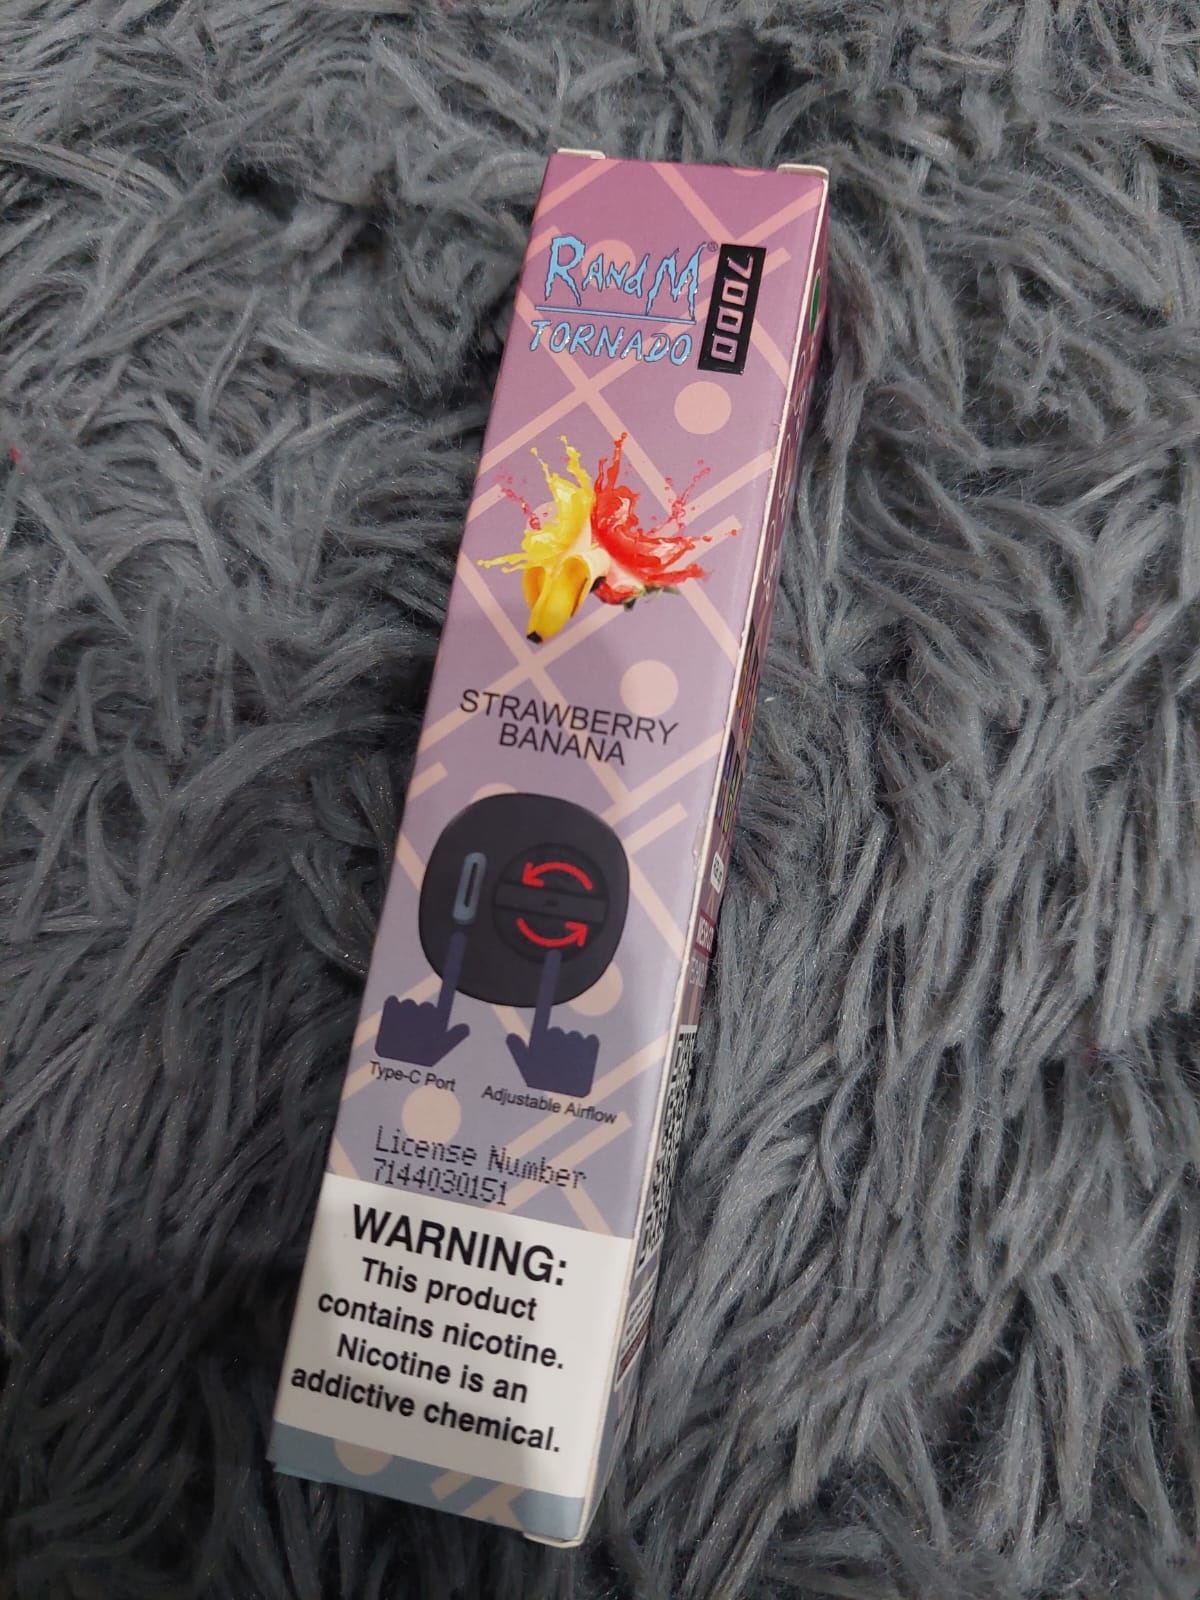 RandM®
TORNADO
7000
STRAWBERRY
BANANA
Type-C Port
Adjustable Airflow
License Number
7144030151
WARNING:
This product
contains nicotine.
Nicotine is an
addictive chemical.